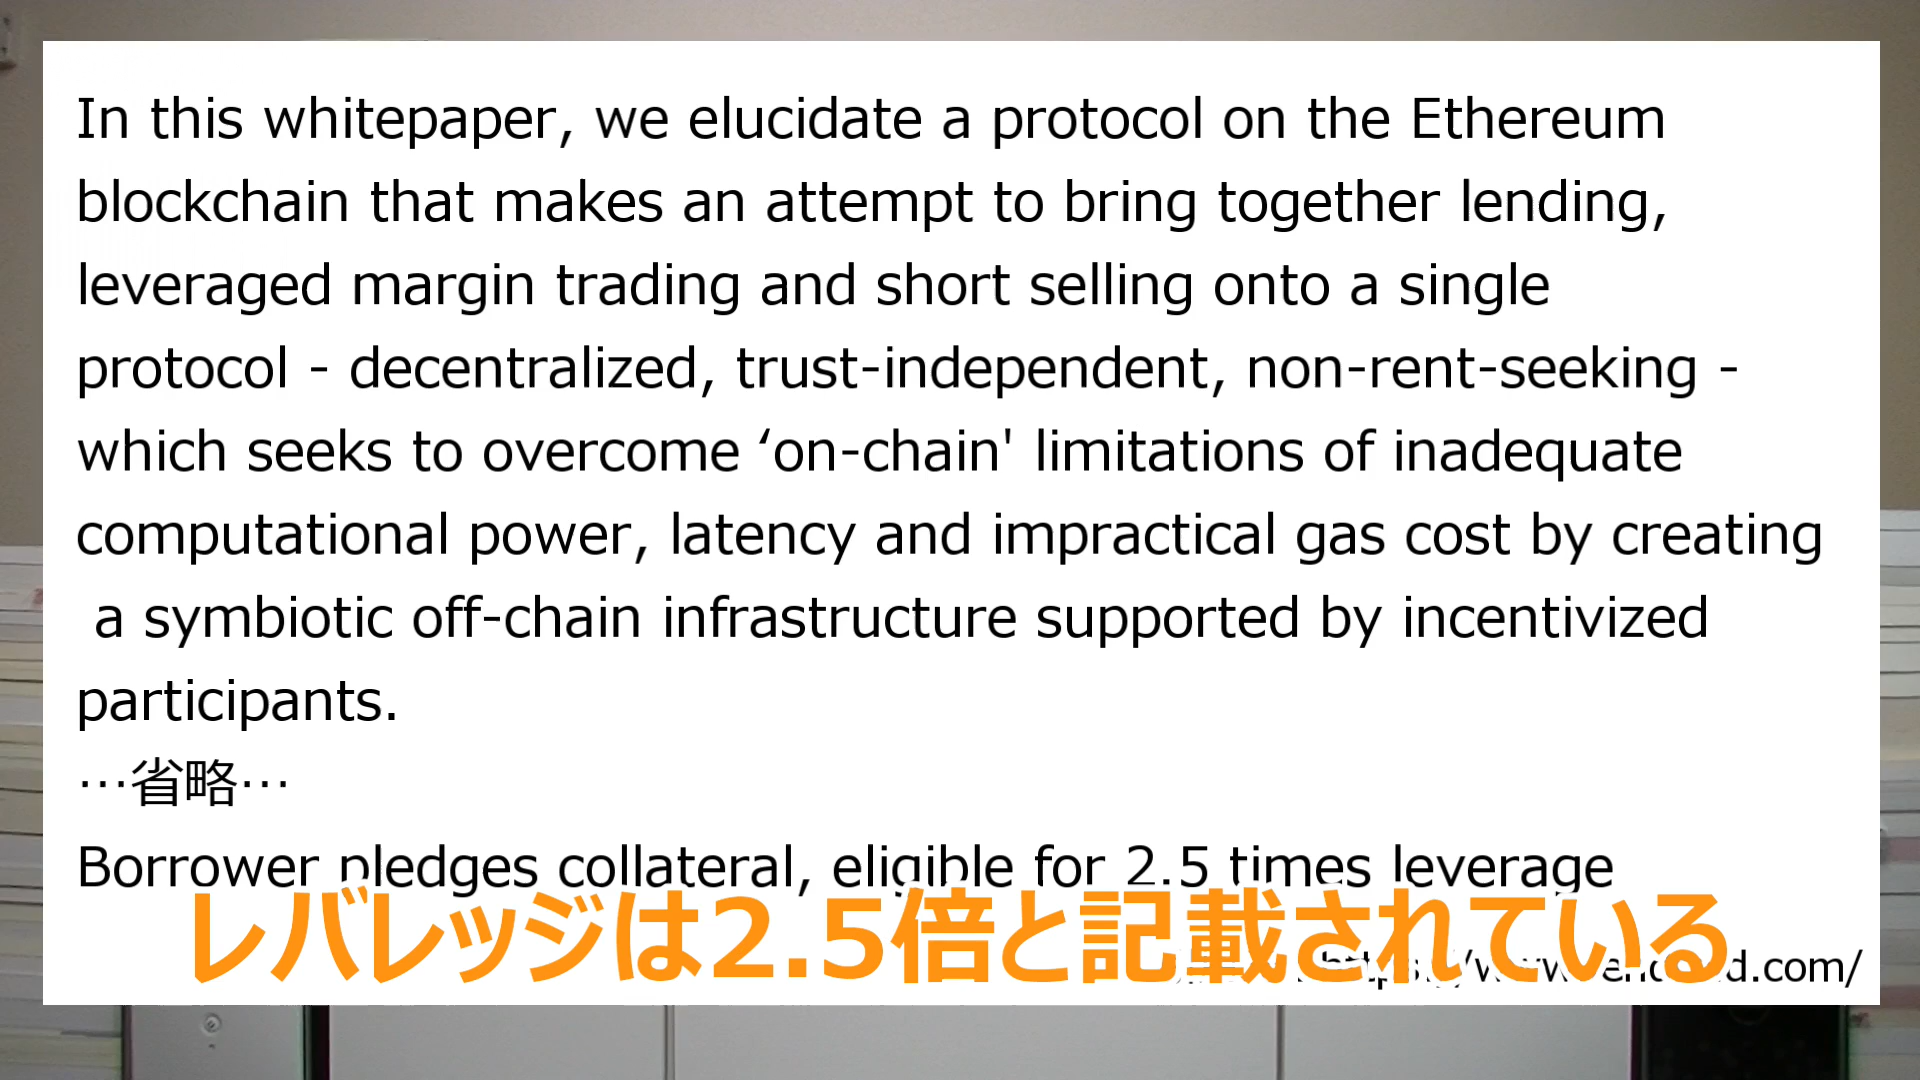 In this whitepaper, we elucidate a protocol on the Ethereum
blockchain that makes an attempt to bring together lending,
leveraged margin trading and short selling onto a single
protocol - decentralized, trust-independent, non-rent-seeking -
which seeks to overcome ‘on-chain' limitations of inadequate
computational power, latency and impractical gas cost by creating
a symbiotic off-chain infrastructure supported by incentivized
participants.
…省略…
Borrower pledges collateral, eligible for 2.5 times leverage
レバレッジは2.5倍と記載されている